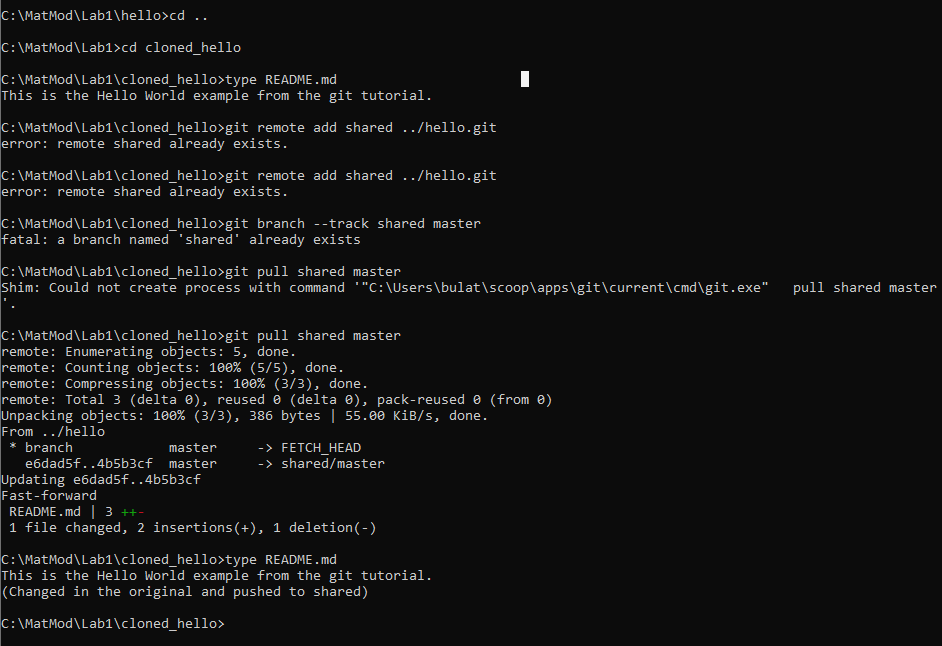 C:\MatMod\Lab1\hello>cd ..
C:\MatMod\Lab1>cd cloned_hello
C:\MatMod\Lab1\cloned_hello>type README.md
This is the Hello World example from the git tutorial.
C:\MatMod\Lab1\cloned_hello>git remote add shared ../hello.git
error: remote shared already exists.
C:\MatMod\Lab1\cloned_hello>git remote add shared ../hello.git
error: remote shared already exists.
C:\MatMod\Lab1\cloned_hello>git branch --track shared master
fatal: a branch named 'shared' already exists
C:\MatMod\Lab1\cloned_hello>git pull shared master
Shim: Could not create process with command '"C:\Users\bulat\scoop\apps\git\current\cmd\git.exe"   pull shared master
'.
C:\MatMod\Lab1\cloned_hello>git pull shared master
remote: Enumerating objects: 5, done.
remote: Counting objects: 100% (5/5), done.
remote: Compressing objects: 100% (3/3), done.
remote: Total 3 (delta 0), reused 0 (delta 0), pack-reused 0 (from 0)
Unpacking objects: 100% (3/3), 386 bytes | 55.00 KiB/s, done.
From ../hello
 * branch            master     -> FETCH_HEAD
   e6dad5f..4b5b3cf  master     -> shared/master
Updating e6dad5f..4b5b3cf
Fast-forward
 README.md | 3 ++-
 1 file changed, 2 insertions(+), 1 deletion(-)
C:\MatMod\Lab1\cloned_hello>type README.md
This is the Hello World example from the git tutorial.
(Changed in the original and pushed to shared)
C:\MatMod\Lab1\cloned_hello>